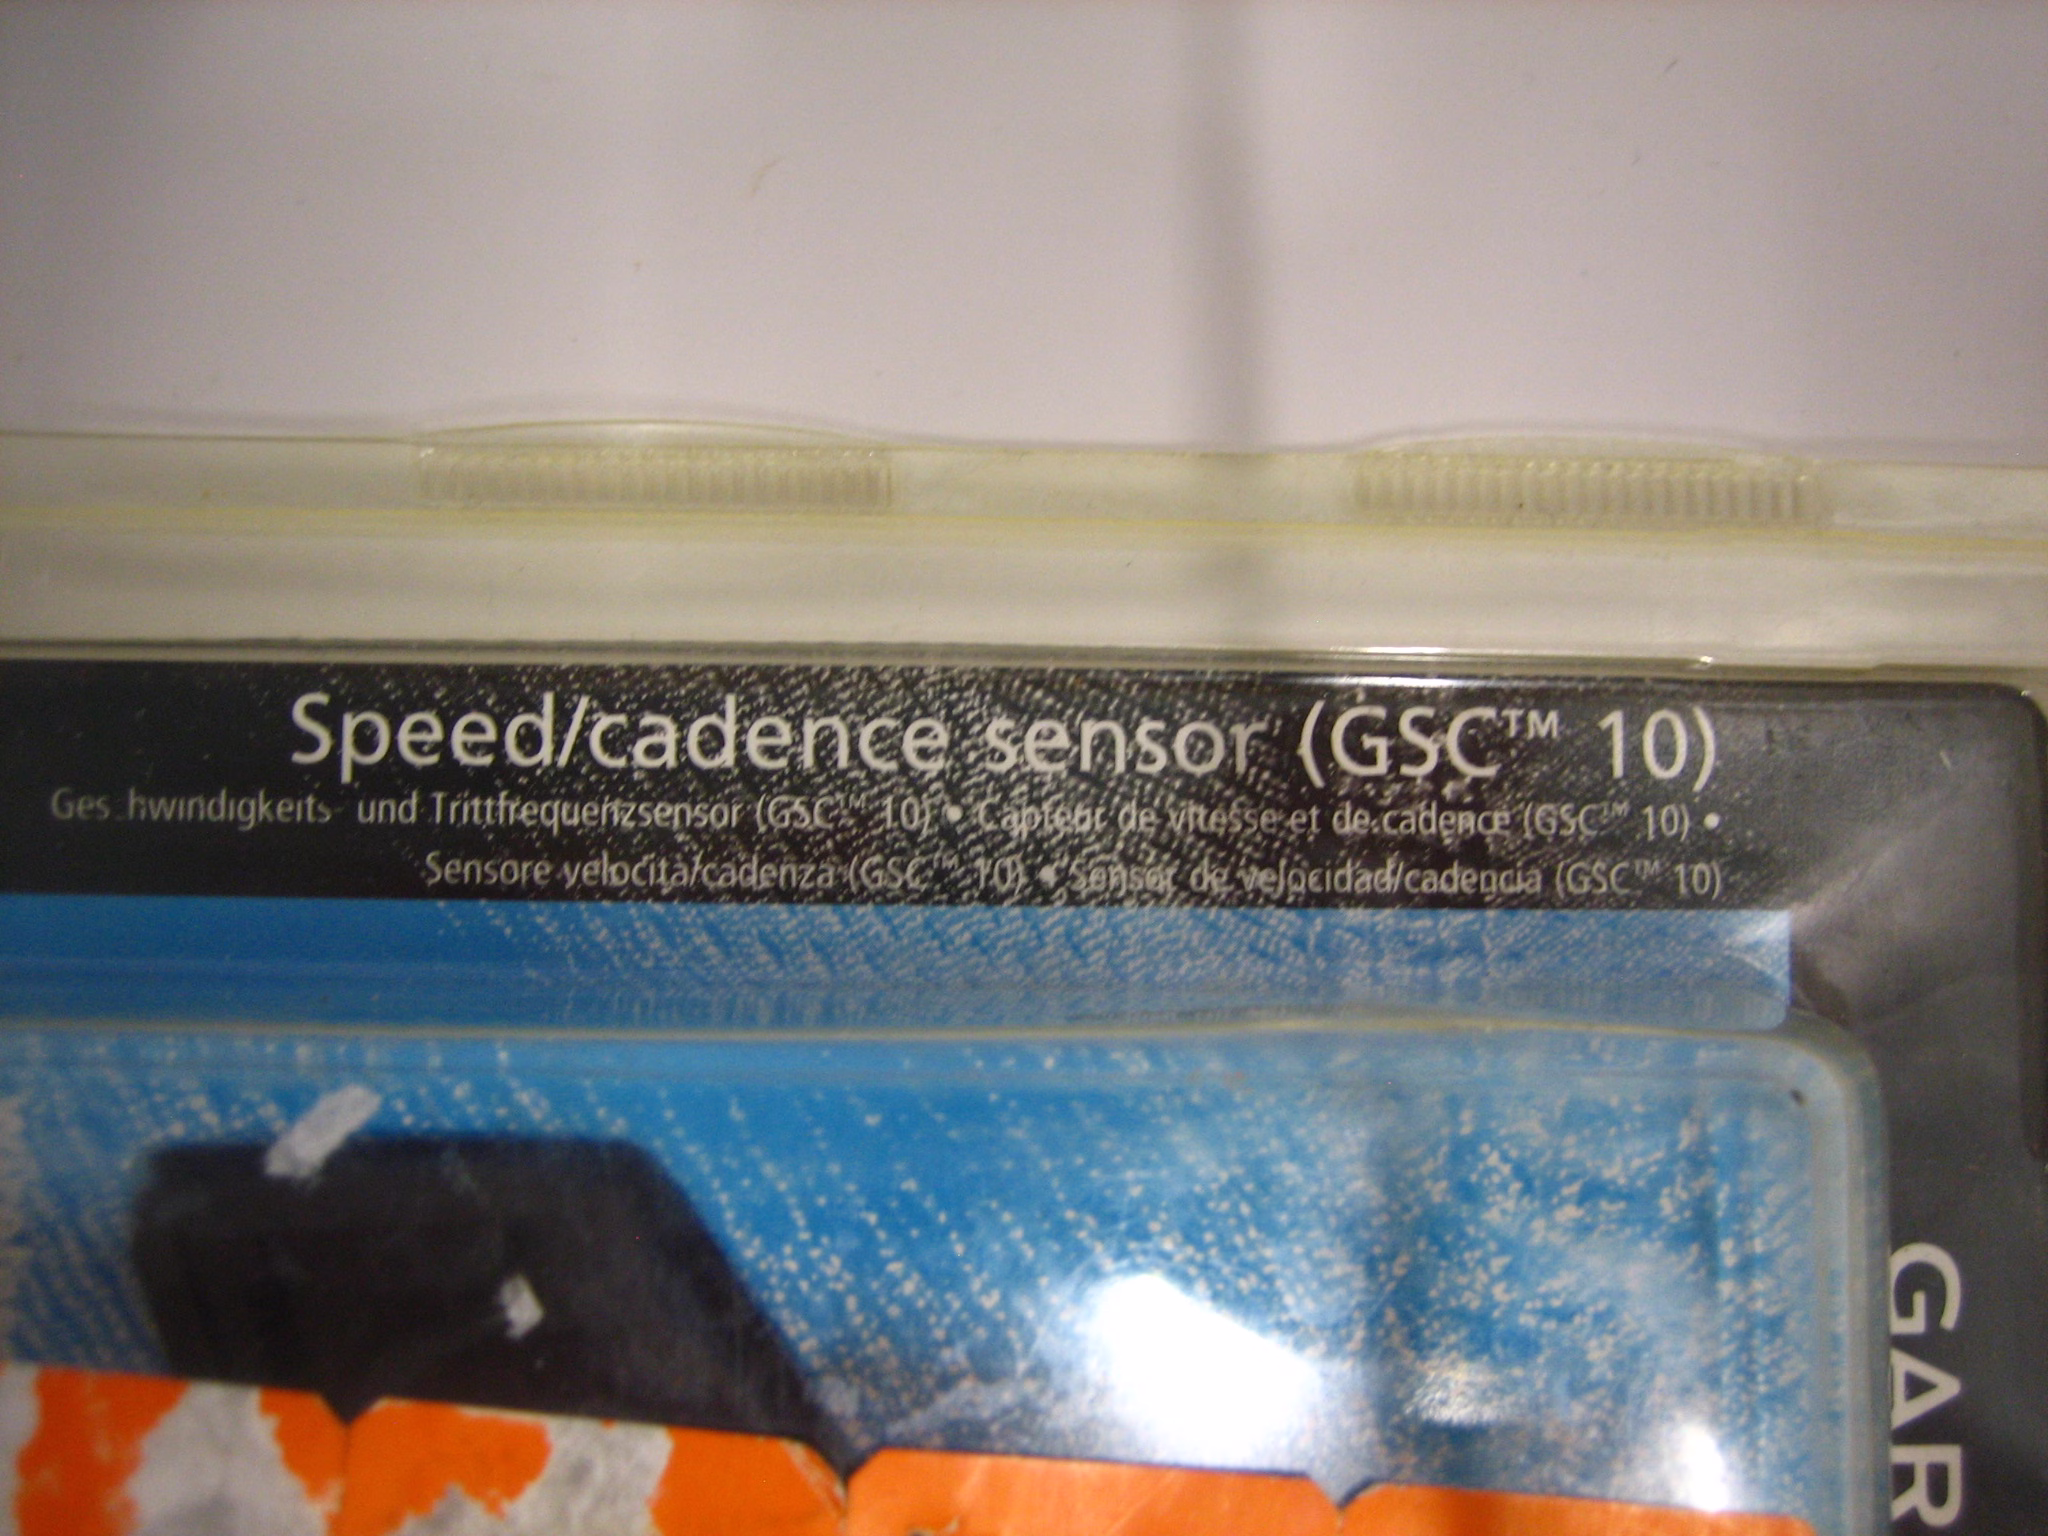 Speed/cadence sensor (GSC™ 10)
Geschwindigkeits- und Trittfrequenzsensor (GSC™ 10) • Capteur de vitesse et de cadence (GSC™ 10) •
Sensore velocità/cadenza (GSC™ 10) • Sensor de velocidad/cadencia (GSC™ 10)
GAR